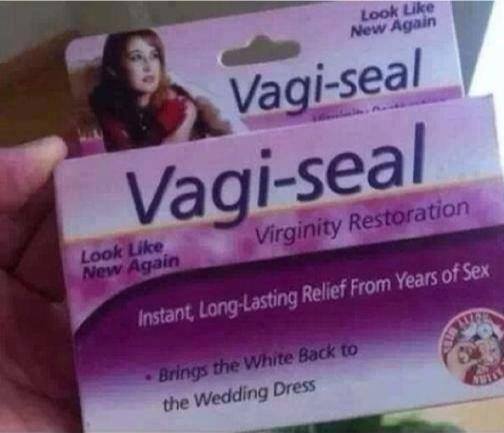 Look Like
New Again
Vagi-seal
Vagi-seal
Virginity Restoration
Look Like
New Again
Instant, Long-Lasting Relief From Years of Sex
• Brings the White Back to
the Wedding Dress